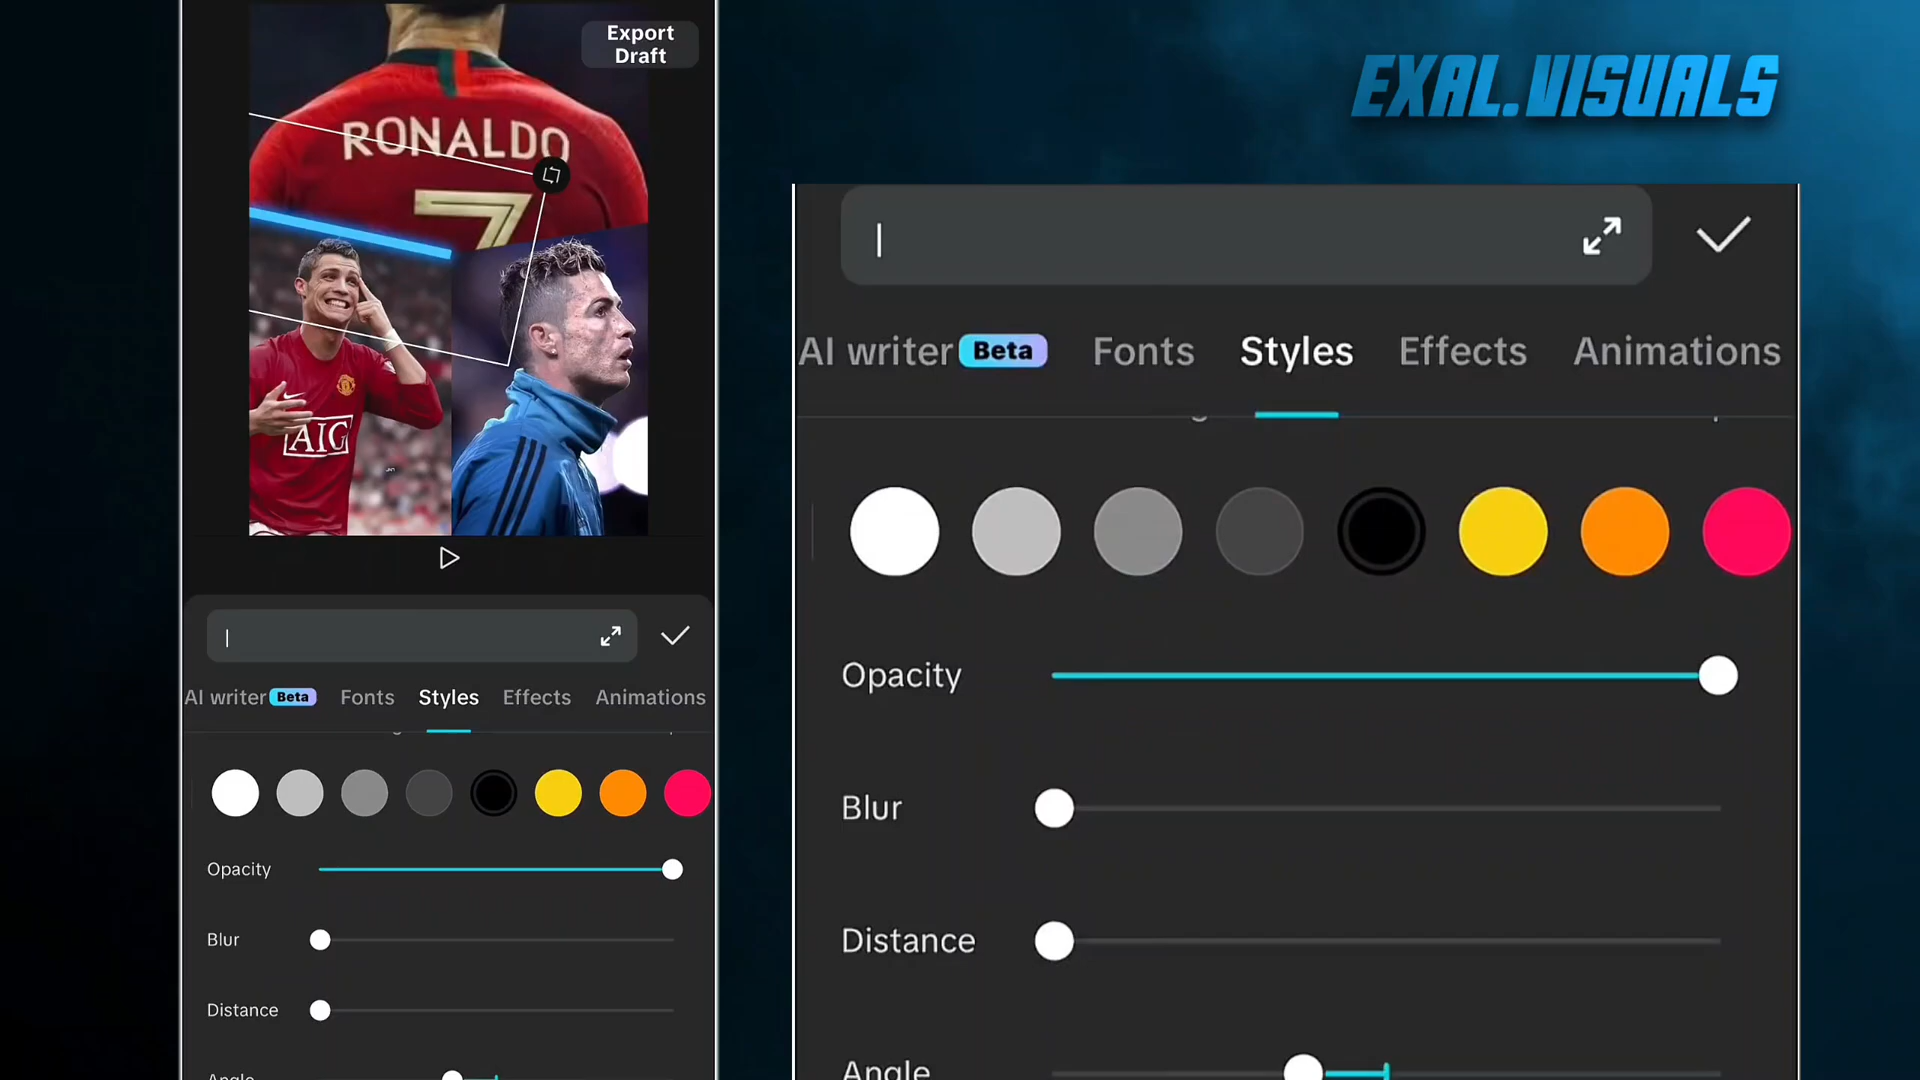 Export
Draft
RONALDO
7
AIG
AI writer Beta Fonts Styles Effects Animations
Opacity
Blur
Distance
Angle
EXAL.VISUALS
AI writer Beta Fonts Styles Effects Animations
Opacity
Blur
Distance
Angle